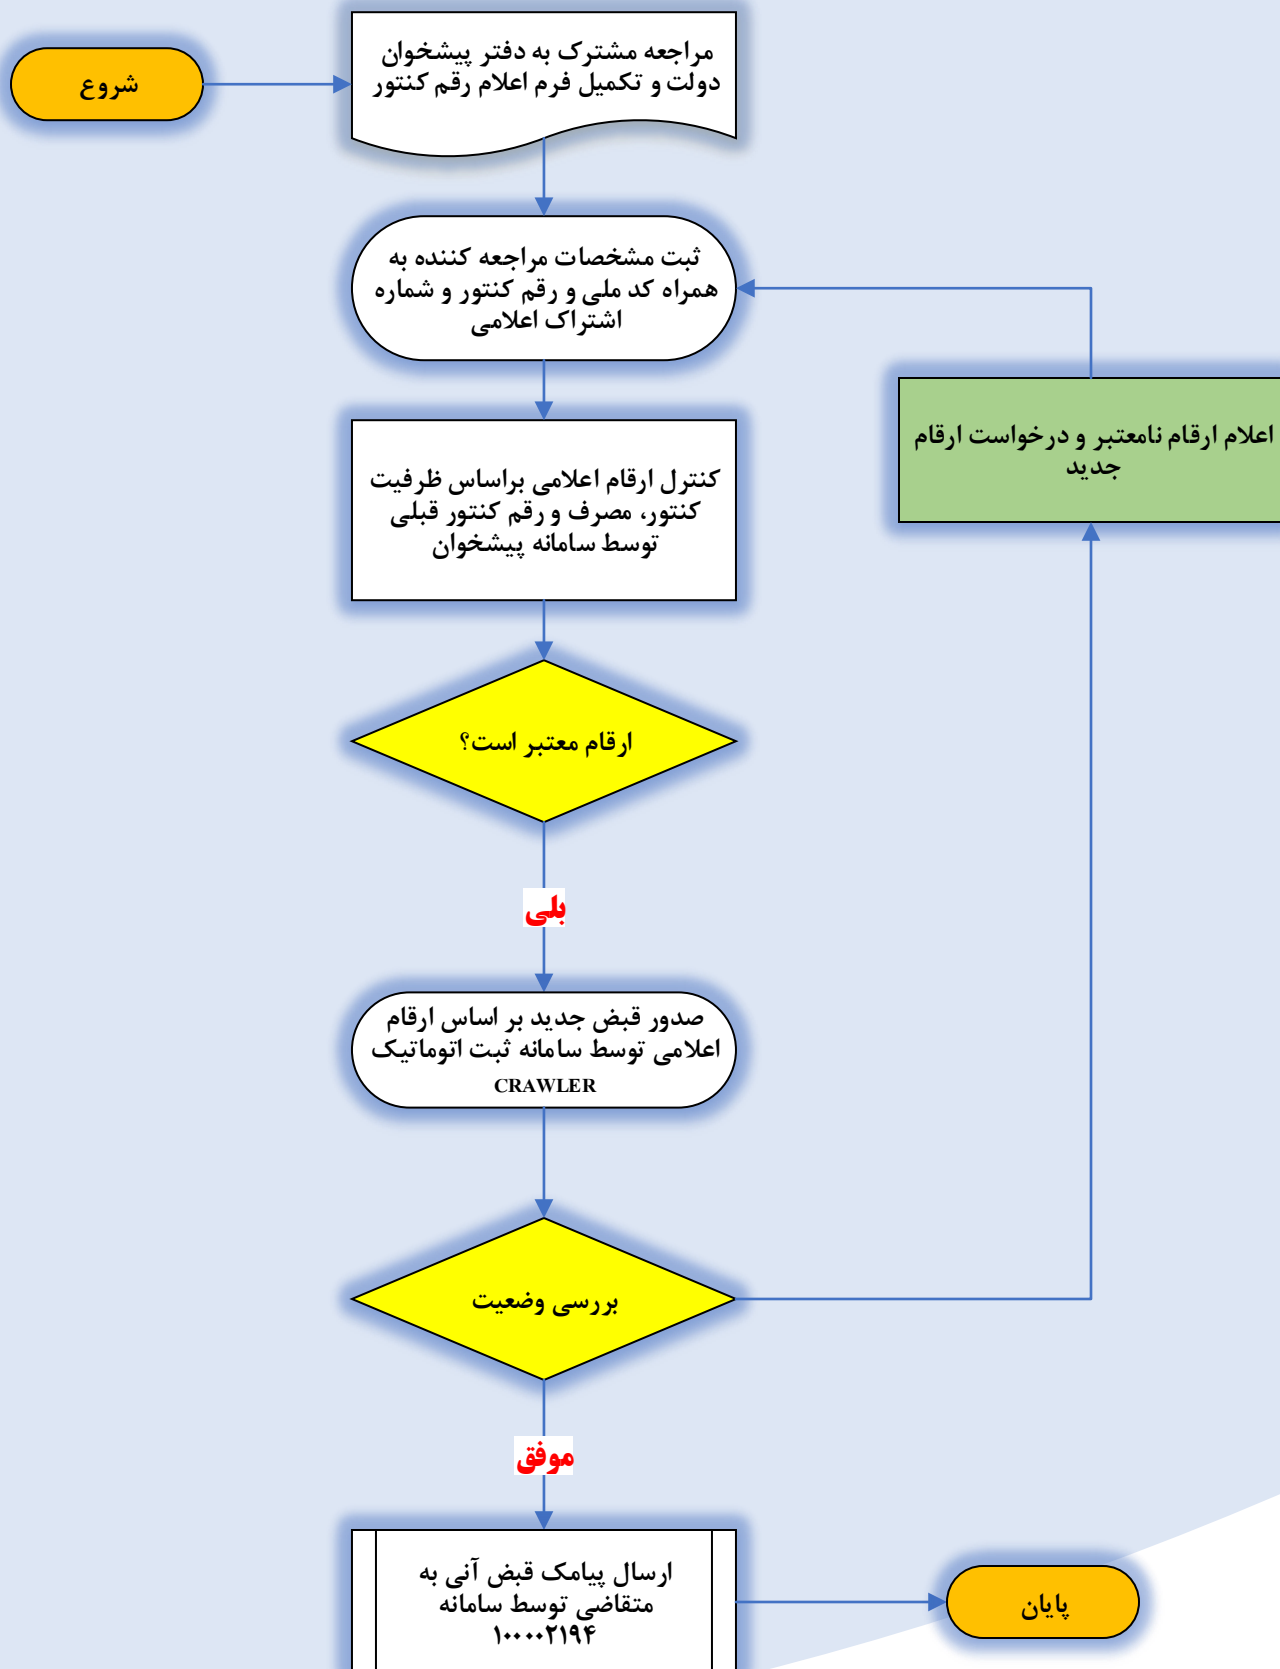 شروع
مراجعه مشترک به دفتر پیشخوان
دولت و تکمیل فرم اعلام رقم کنتور
ثبت مشخصات مراجعه کننده به
همراه کد ملی و رقم کنتور و شماره
اشتراک اعلامی
اعلام ارقام نامعتبر و درخواست ارقام
جدید
کنترل ارقام اعلامی براساس ظرفیت
کنتور، مصرف و رقم کنتور قبلی
توسط سامانه پیشخوان
ارقام معتبر است؟
بلی
صدور قبض جدید بر اساس ارقام
اعلامی توسط سامانه ثبت اتوماتیک
CRAWLER
بررسی وضعیت
موفق
ارسال پیامک قبض آنی به
متقاضی توسط سامانه
۱۰۰۰۰۲۱۹۴
پایان